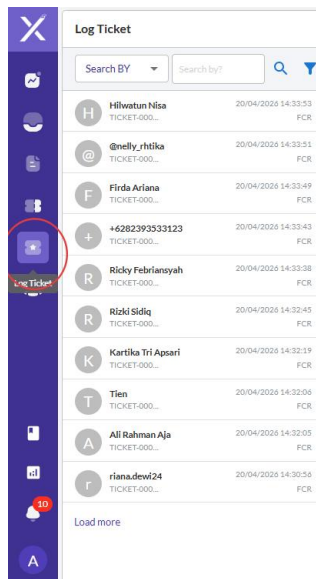 Log Ticket
Search BY
Search by?
H
Hilwatun Nisa
20/04/2026 14:33:53
TICKET-000...
FCR
@
@nelly_rhtika
20/04/2026 14:33:51
TICKET-000...
FCR
F
Firda Ariana
20/04/2026 14:33:49
TICKET-000...
FCR
+
+6282393533123
20/04/2026 14:33:43
TICKET-000...
FCR
R
Ricky Febriansyah
20/04/2026 14:33:38
TICKET-000...
FCR
Log Ticket
R
Rizki Sidiq
20/04/2026 14:32:45
TICKET-000...
FCR
K
Kartika Tri Apsari
20/04/2026 14:32:19
TICKET-000...
FCR
T
Tien
20/04/2026 14:32:06
TICKET-000...
FCR
A
Ali Rahman Aja
20/04/2026 14:32:05
TICKET-000...
FCR
r
riana.dewi24
20/04/2026 14:30:56
TICKET-000...
FCR
10
Load more
A